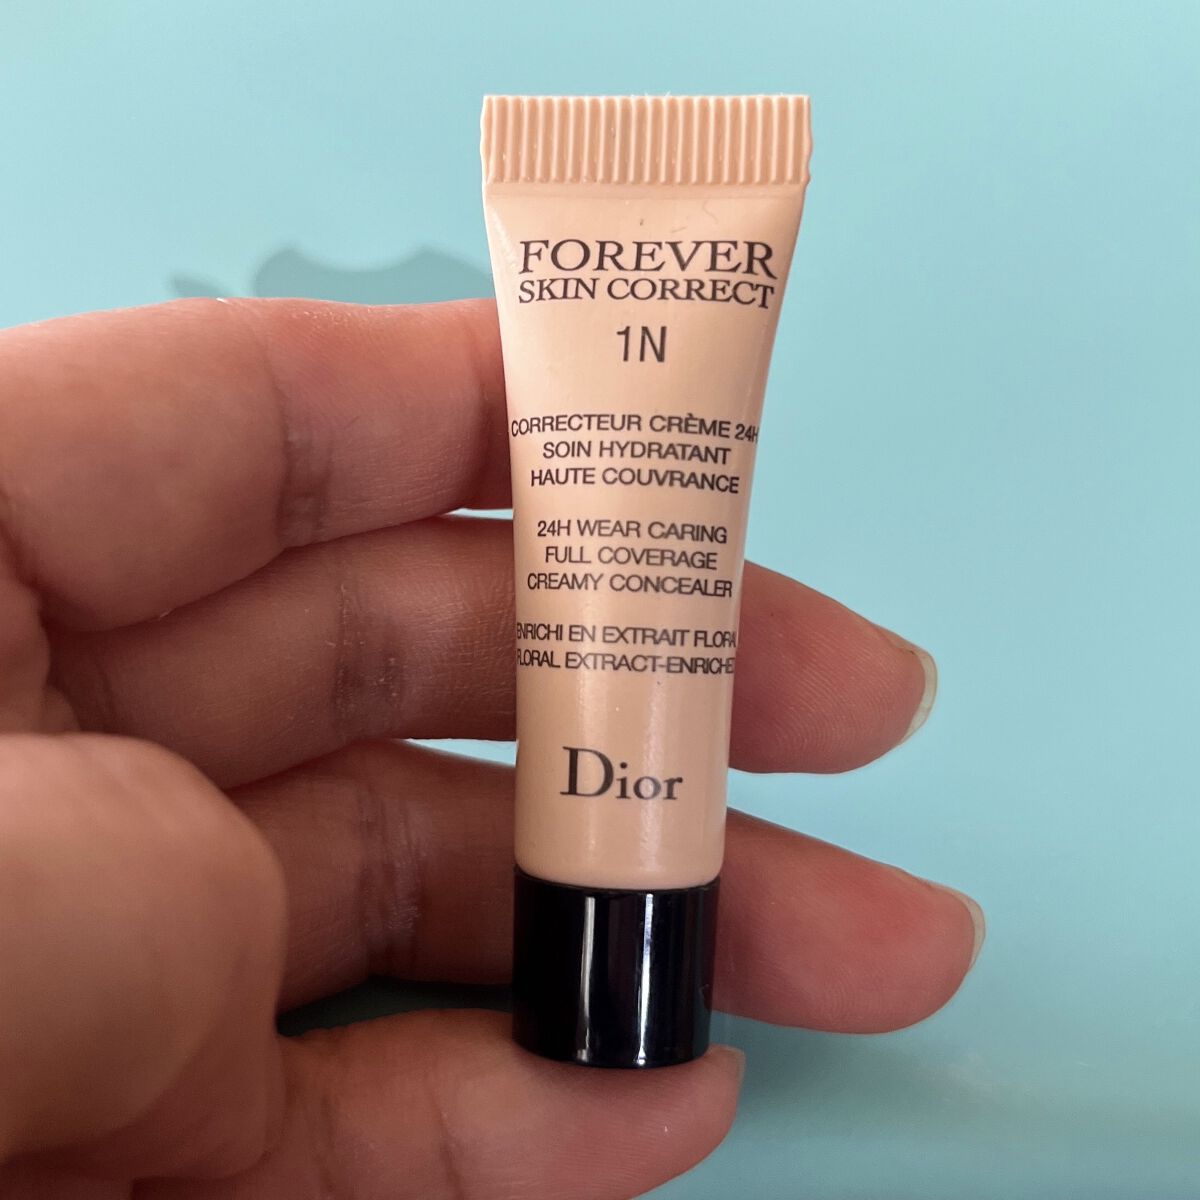 FOREVER
SKIN CORRECT
1N
CORRECTEUR CRÈME 24H
SOIN HYDRATANT
HAUTE COUVRANCE
24H WEAR CARING
FULL COVERAGE
CREAMY CONCEALER
ENRICHI EN EXTRAIT FLORAL
FLORAL EXTRACT-ENRICHED
Dior